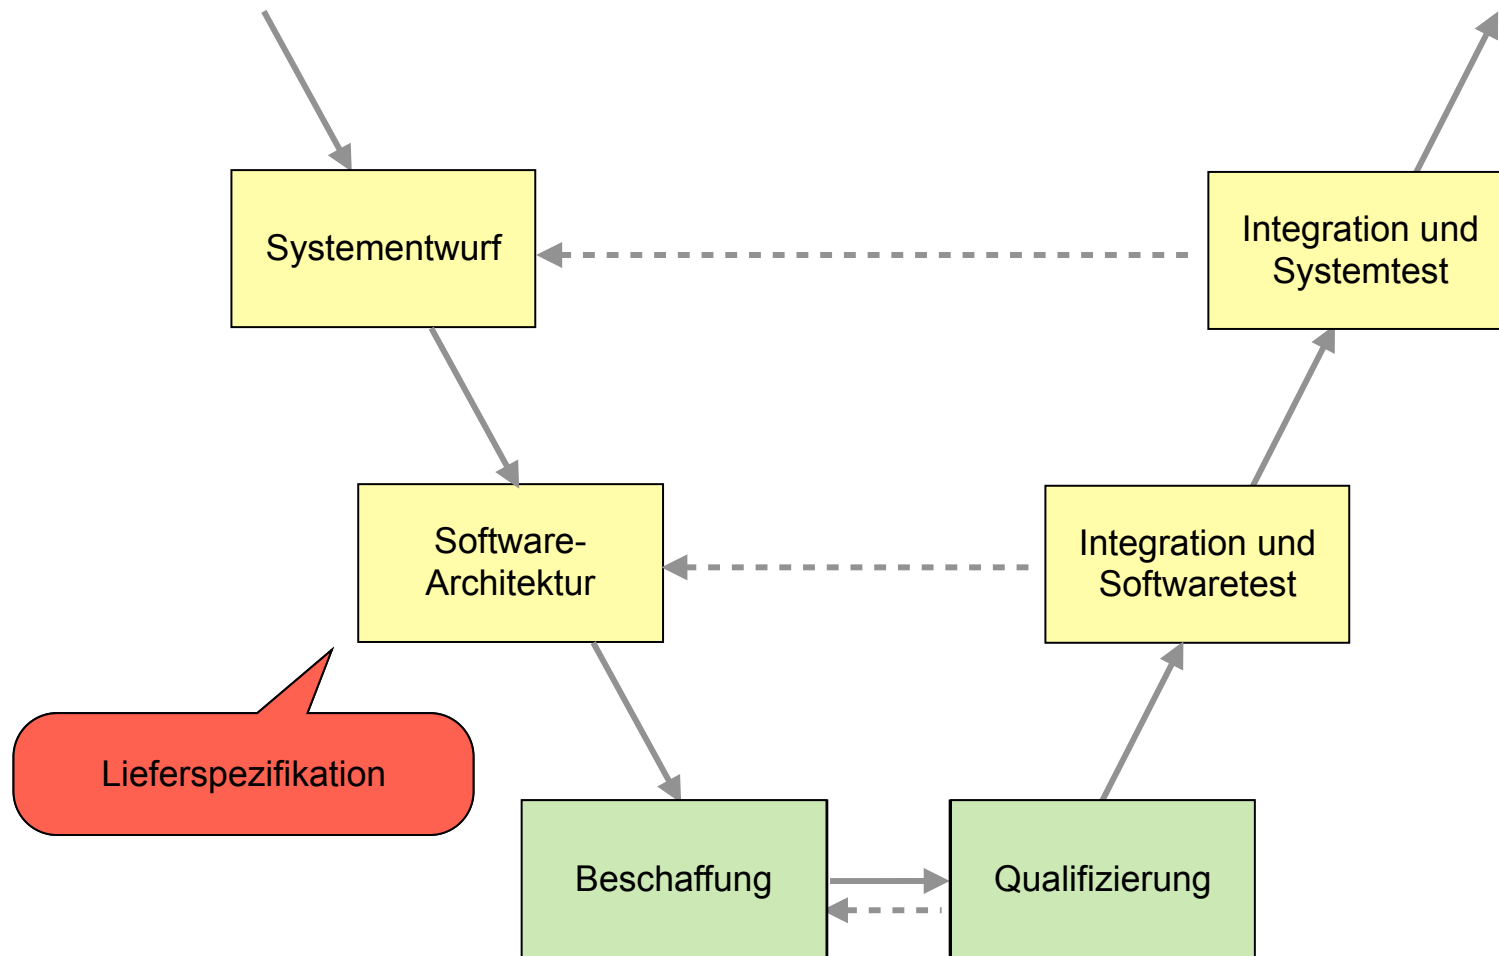 Systementwurf
Integration und
Systemtest
Software-
Architektur
Integration und
Softwaretest
Lieferspezifikation
Beschaffung
Qualifizierung